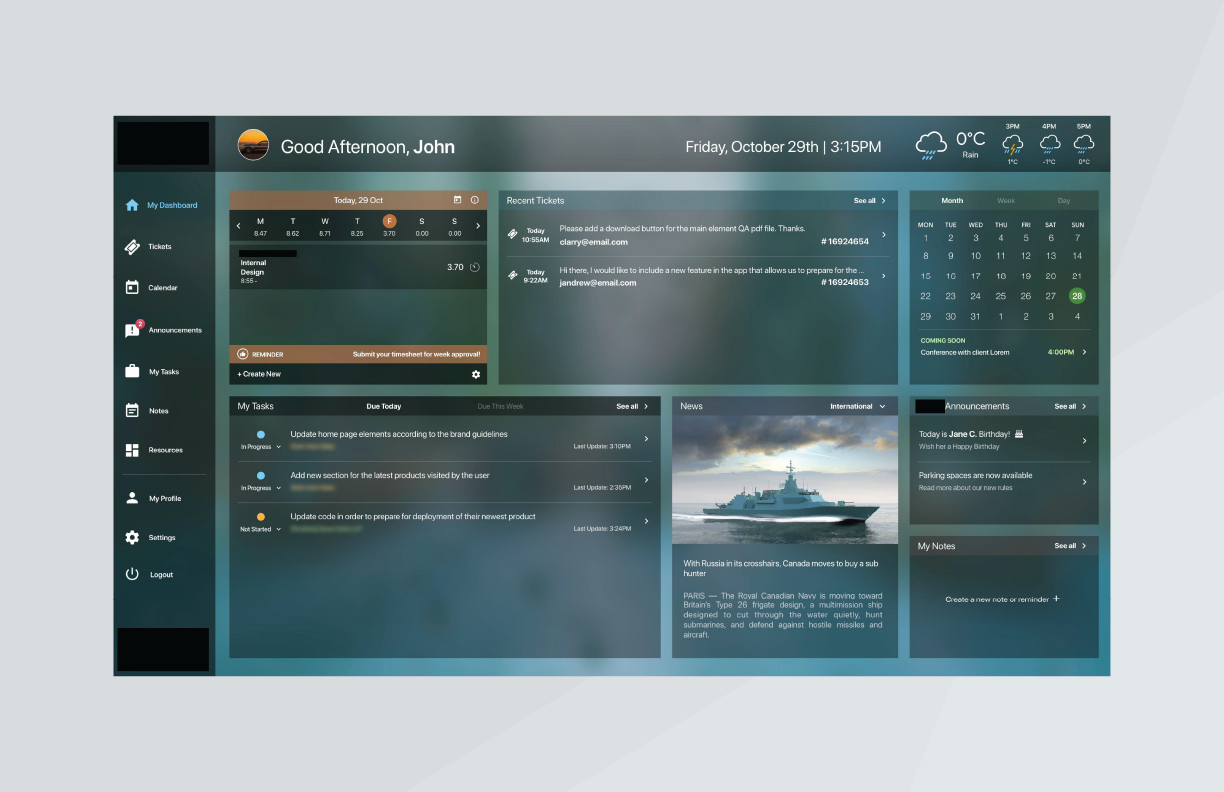 Good Afternoon, John
Friday, October 29th | 3:15PM
0°C
Rain
3PM
1°C
4PM
-1°C
5PM
0°C
My Dashboard
Tickets
Calendar
2
Announcements
My Tasks
Notes
Resources
My Profile
Settings
Logout
Today, 29 Oct
M T W T F S S
8.47 8.62 8.71 8.25 3.70 0.00 0.00
Internal
Design
8:55 -
3.70
REMINDER Submit your timesheet for week approval!
+ Create New
Recent Tickets See all
Today
10:55AM
Please add a download button for the main element QA pdf file. Thanks.
clarry@email.com #16924654
Today
9:22AM
Hi there, I would like to include a new feature in the app that allows us to prepare for the ...
jandrew@email.com #16924653
Month Week Day
MON TUE WED THU FRI SAT SUN
1 2 3 4 5 6 7
8 9 10 11 12 13 14
15 16 17 18 19 20 21
22 23 24 25 26 27 28
29 30 31 1 2 3 4
COMING SOON
Conference with client Lorem 4:00PM
My Tasks Due Today Due This Week See all
Update home page elements according to the brand guidelines
In Progress Last Update: 3:10PM
Add new section for the latest products visited by the user
In Progress Last Update: 2:35PM
Update code in order to prepare for deployment of their newest product
Not Started Last Update: 3:24PM
News International
With Russia in its crosshairs, Canada moves to buy a sub
hunter
PARIS — The Royal Canadian Navy is moving toward
Britain's Type 26 frigate design, a multimission ship
designed to cut through the water quietly, hunt
submarines, and defend against hostile missiles and
aircraft.
Announcements See all
Today is Jane C. Birthday!
Wish her a Happy Birthday
Parking spaces are now available
Read more about our new rules
My Notes See all
Create a new note or reminder +